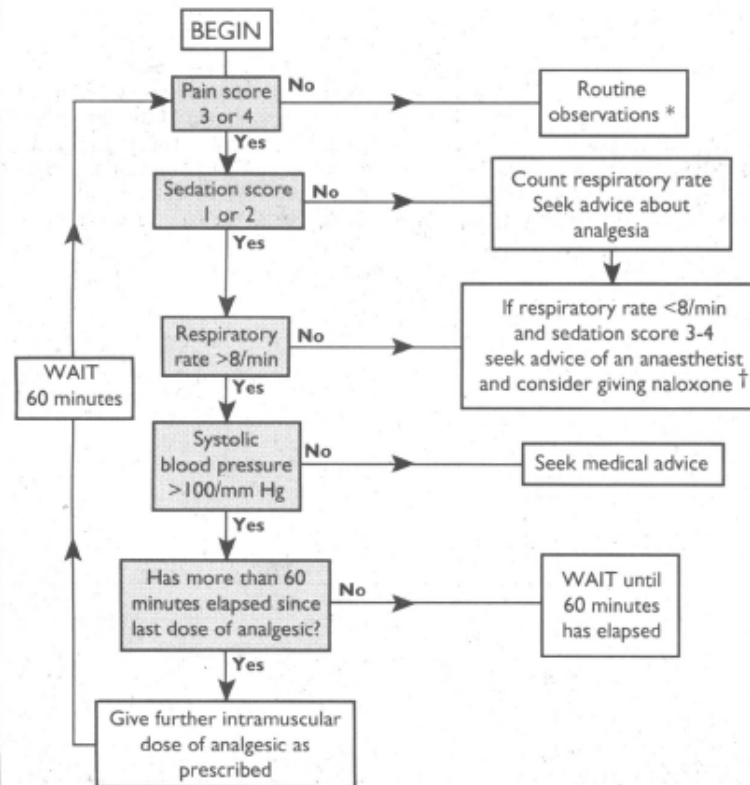 BEGIN
Pain score
3 or 4
No
Routine
observations *
Yes
Sedation score
1 or 2
No
Count respiratory rate
Seek advice about
analgesia
Yes
Respiratory
rate >8/min
No
If respiratory rate <8/min
and sedation score 3-4
seek advice of an anaesthetist
and consider giving naloxone †
WAIT
60 minutes
Yes
Systolic
blood pressure
>100/mm Hg
No
Seek medical advice
Yes
Has more than 60
minutes elapsed since
last dose of analgesic?
No
WAIT until
60 minutes
has elapsed
Yes
Give further intramuscular
dose of analgesic as
prescribed